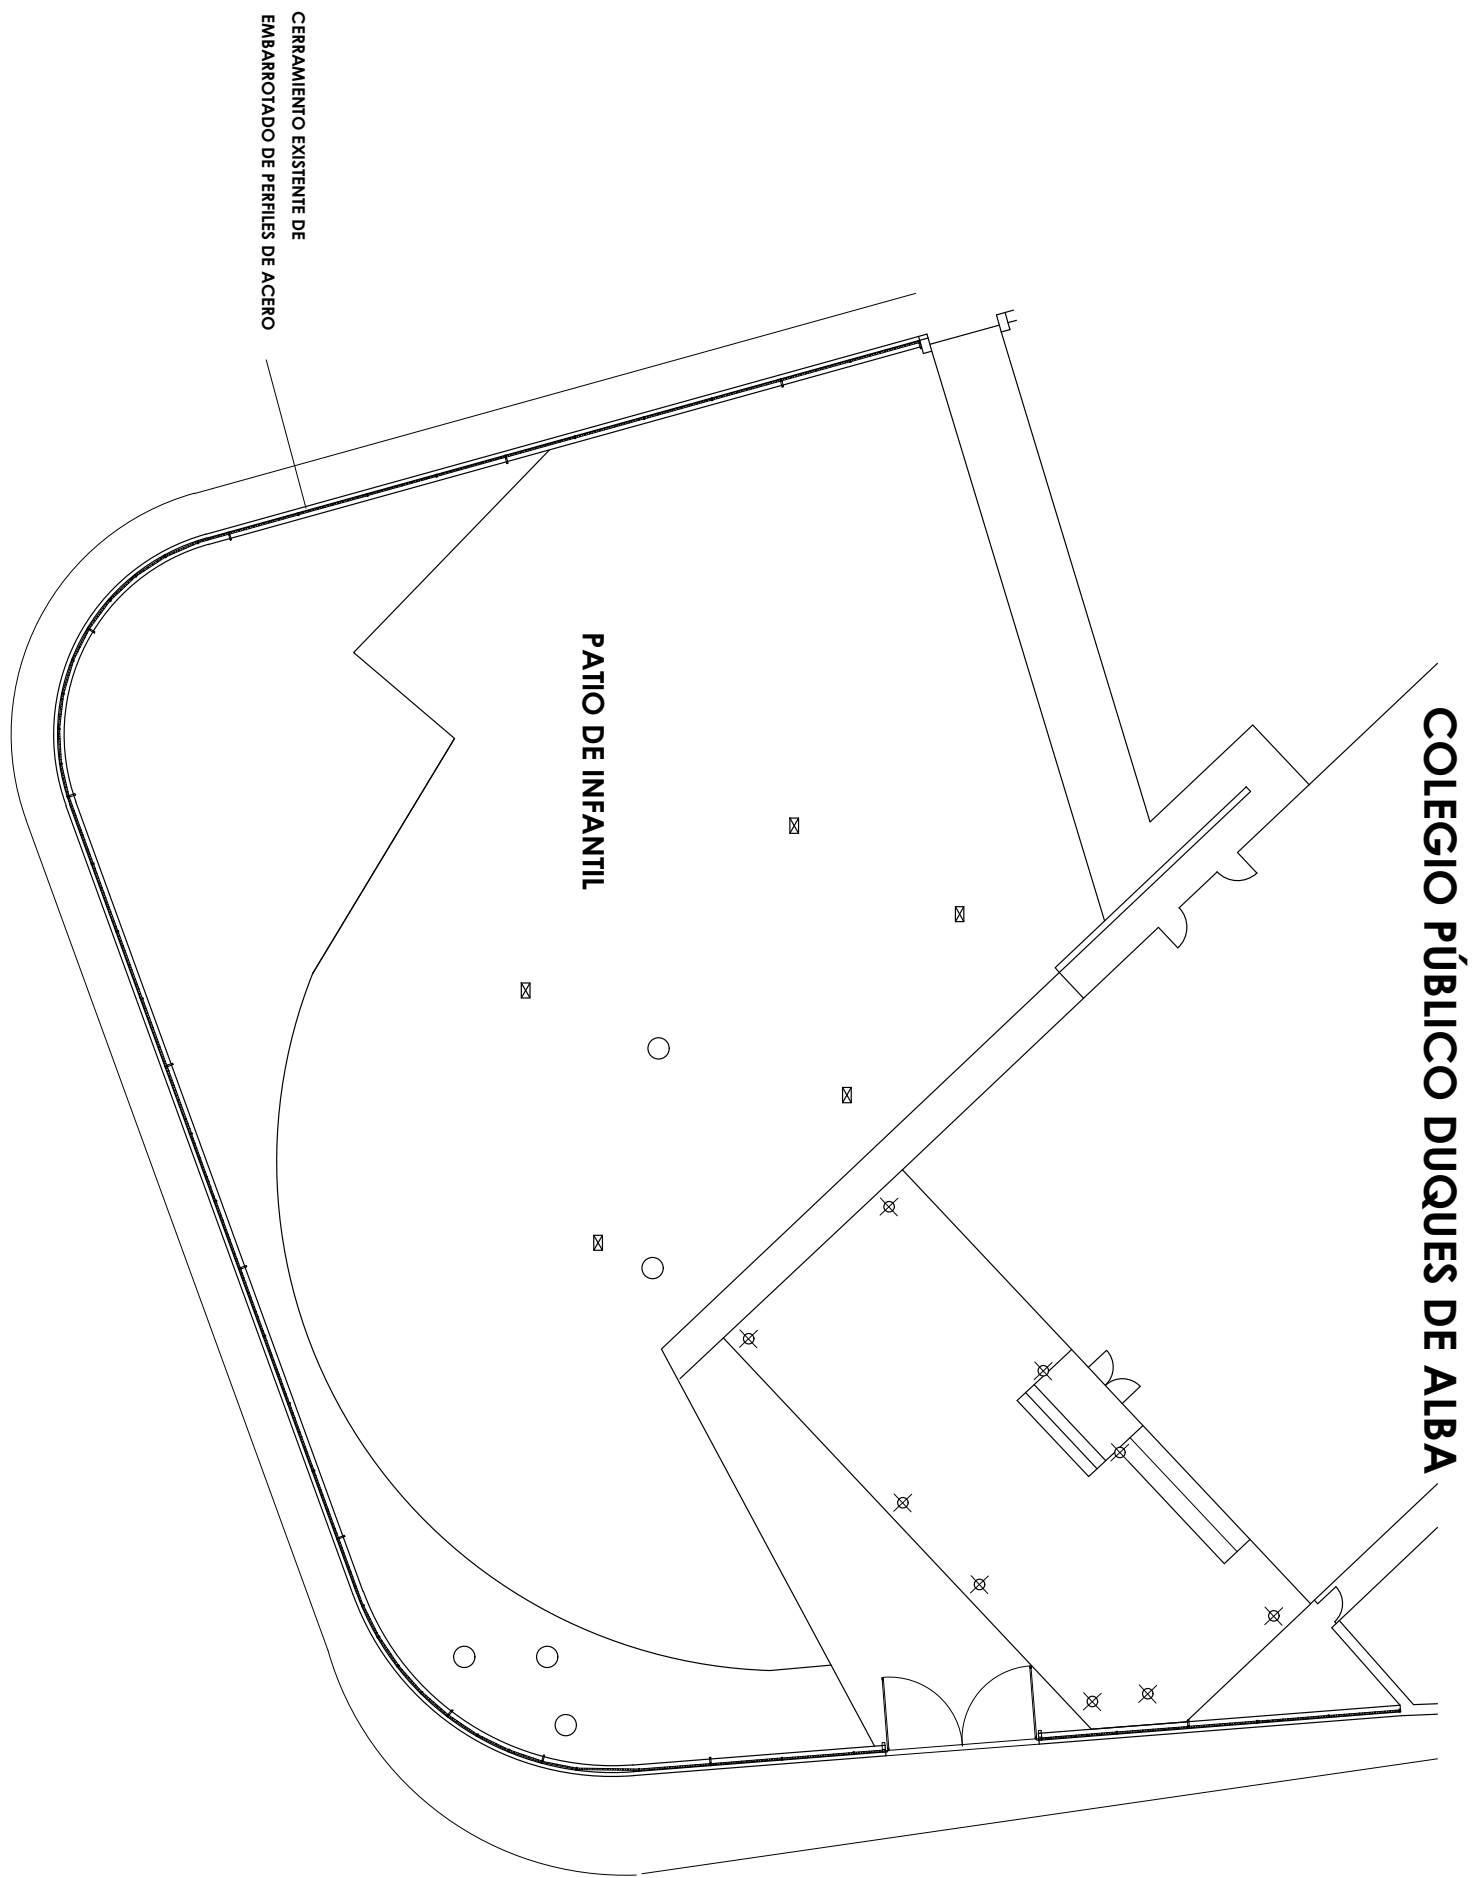 COLEGIO PÚBLICO DUQUES DE ALBA
PATIO DE INFANTIL
CERRAMIENTO EXISTENTE DE
EMBARROTADO DE PERFILES DE ACERO